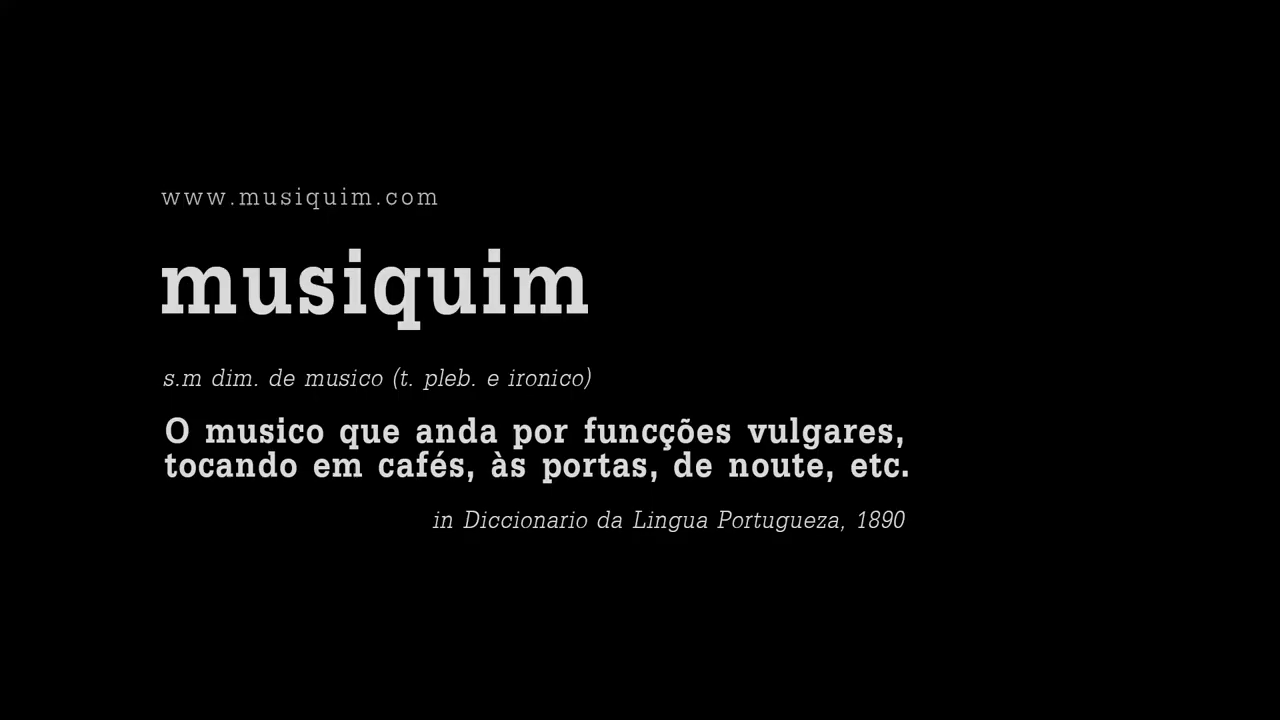 www.musiquim.com
musiquim
s.m dim. de musico (t. pleb. e ironico)
O musico que anda por funcções vulgares,
tocando em cafés, às portas, de noute, etc.
in Diccionario da Lingua Portugueza, 1890